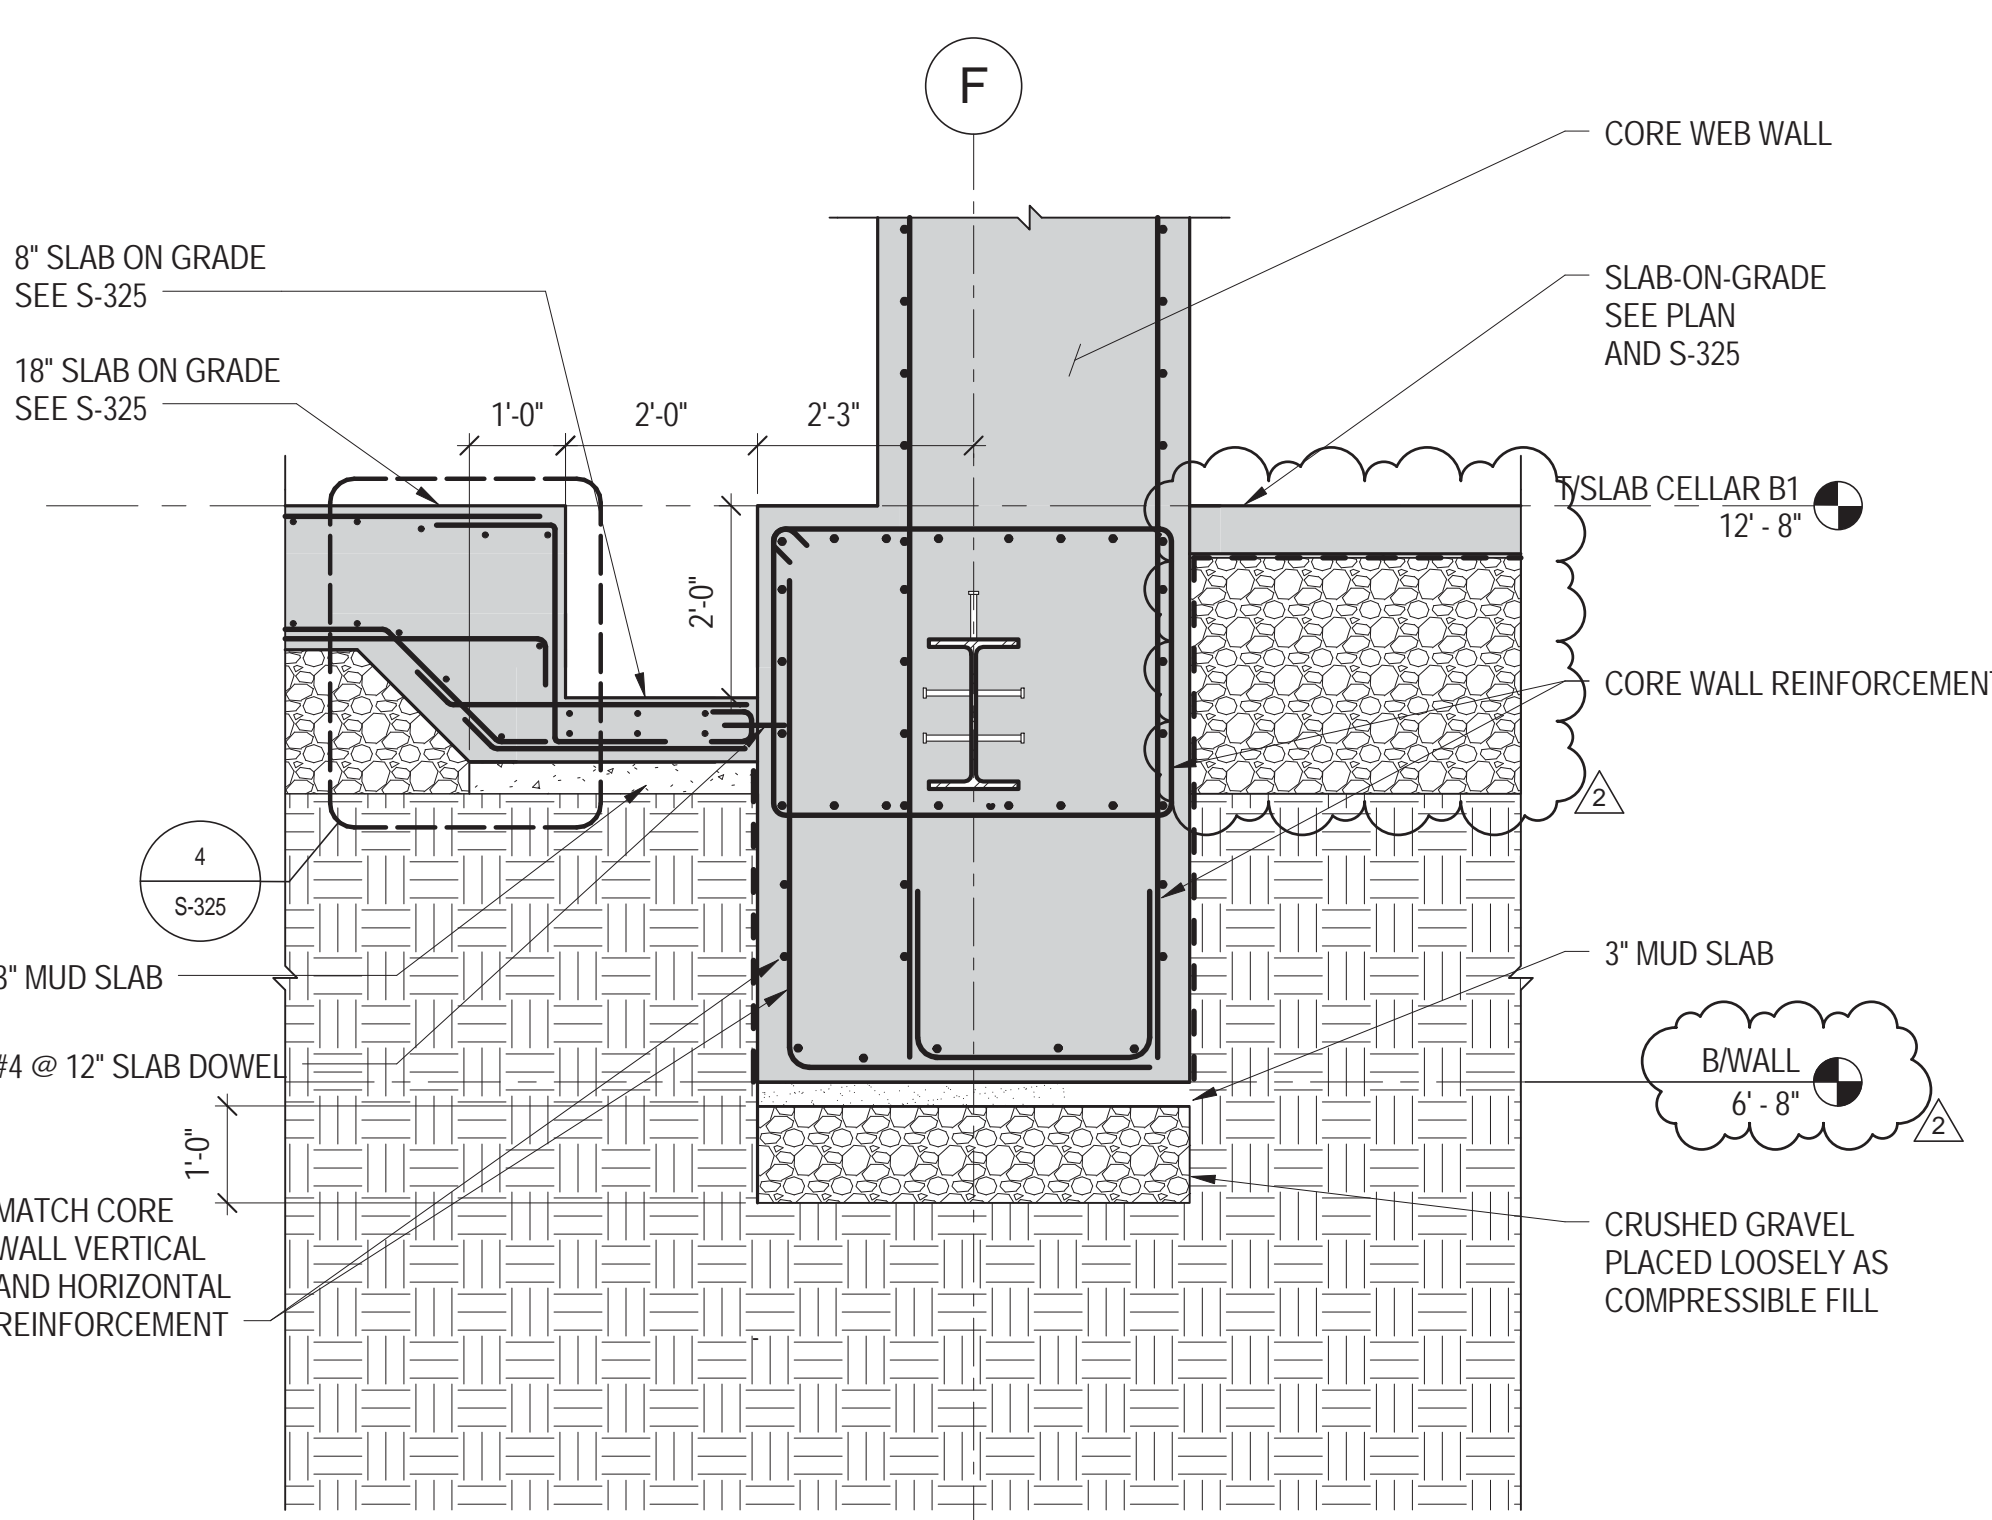 F
CORE WEB WALL
8" SLAB ON GRADE
SEE S-325
SLAB-ON-GRADE
SEE PLAN
AND S-325
18" SLAB ON GRADE
SEE S-325
1'-0"
2'-0"
2'-3"
T/SLAB CELLAR B1
12' - 8"
2'-0"
CORE WALL REINFORCEMENT
2
4
S-325
3" MUD SLAB
3" MUD SLAB
#4 @ 12" SLAB DOWEL
B/WALL
6' - 8"
2
1'-0"
MATCH CORE
WALL VERTICAL
AND HORIZONTAL
REINFORCEMENT
CRUSHED GRAVEL
PLACED LOOSELY AS
COMPRESSIBLE FILL